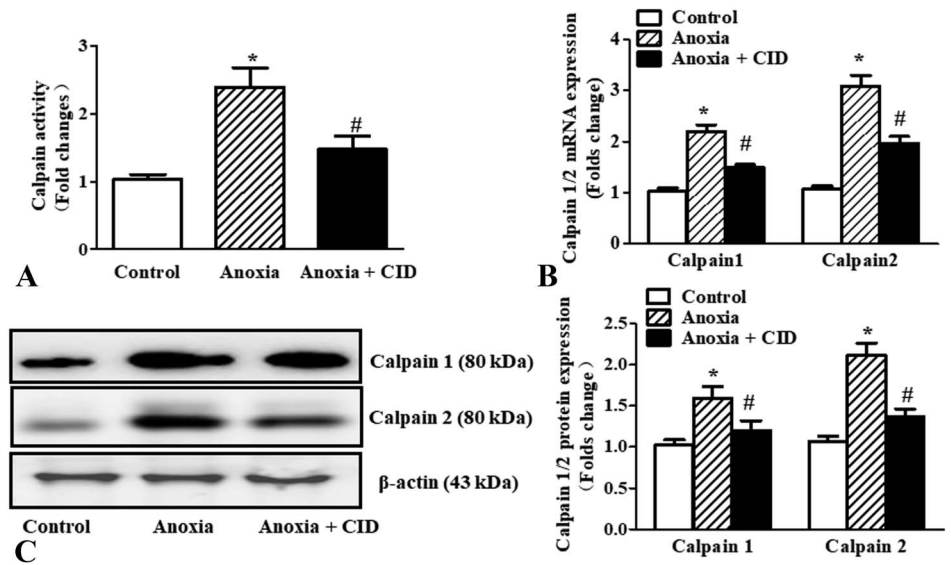 Calpain activity
(Fold changes)
3
2
1
0
*
#
Control
Anoxia
Anoxia + CID
A
Control
Anoxia
Anoxia + CID
Calpain 1/2 mRNA expression
(Folds change)
4
3
2
1
0
*
#
*
#
Calpain1
Calpain2
B
Calpain 1 (80 kDa)
Calpain 2 (80 kDa)
β-actin (43 kDa)
Control
Anoxia
Anoxia + CID
C
Control
Anoxia
Anoxia + CID
Calpain 1/2 protein expression
(Folds change)
2.5
2.0
1.5
1.0
0.5
0.0
*
#
*
#
Calpain 1
Calpain 2